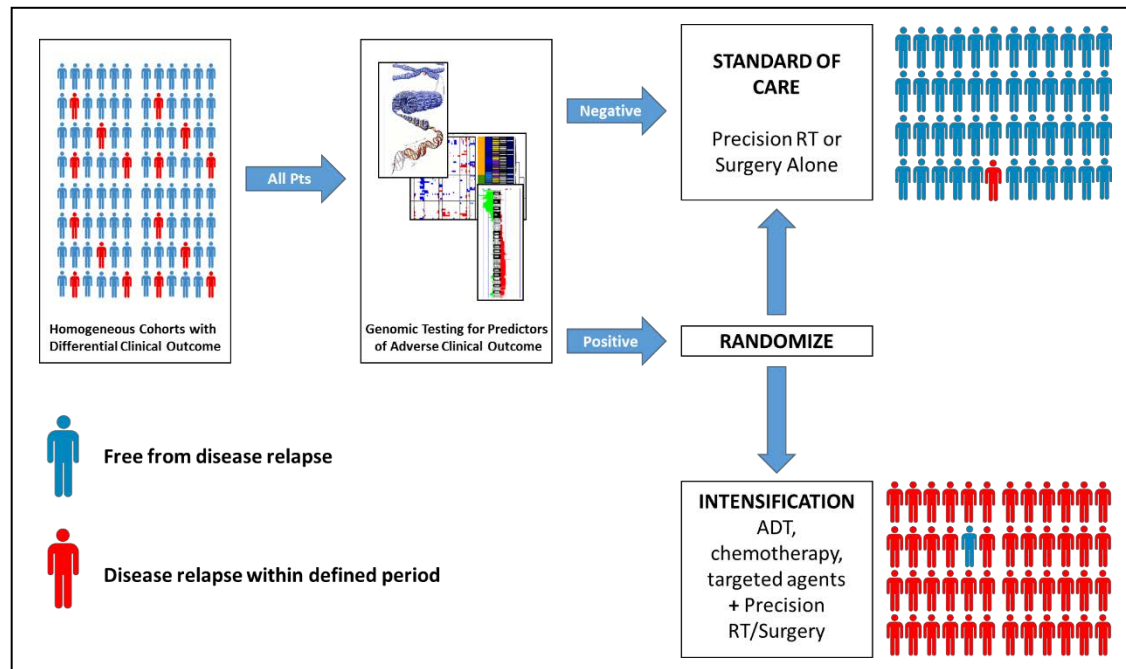 Homogeneous Cohorts with
Differential Clinical Outcome
All Pts
Genomic Testing for Predictors
of Adverse Clinical Outcome
Negative
Positive
STANDARD OF
CARE
Precision RT or
Surgery Alone
RANDOMIZE
INTENSIFICATION
ADT,
chemotherapy,
targeted agents
+ Precision
RT/Surgery
Free from disease relapse
Disease relapse within defined period